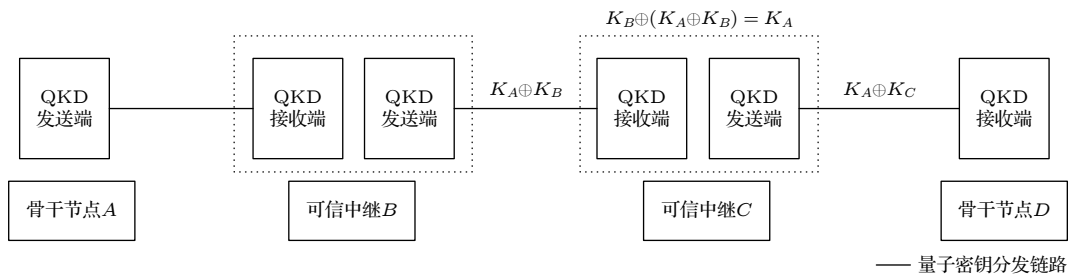 K_B⊕(K_A⊕K_B) = K_A
QKD
发送端
QKD
接收端
QKD
发送端
K_A⊕K_B
QKD
接收端
QKD
发送端
K_A⊕K_C
QKD
接收端
骨干节点A
可信中继B
可信中继C
骨干节点D
量子密钥分发链路